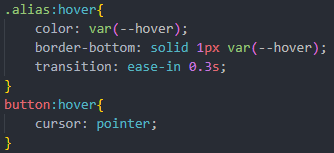 .alias:hover{
    color: var(--hover);
    border-bottom: solid 1px var(--hover);
    transition: ease-in 0.3s;
}
button:hover{
    cursor: pointer;
}